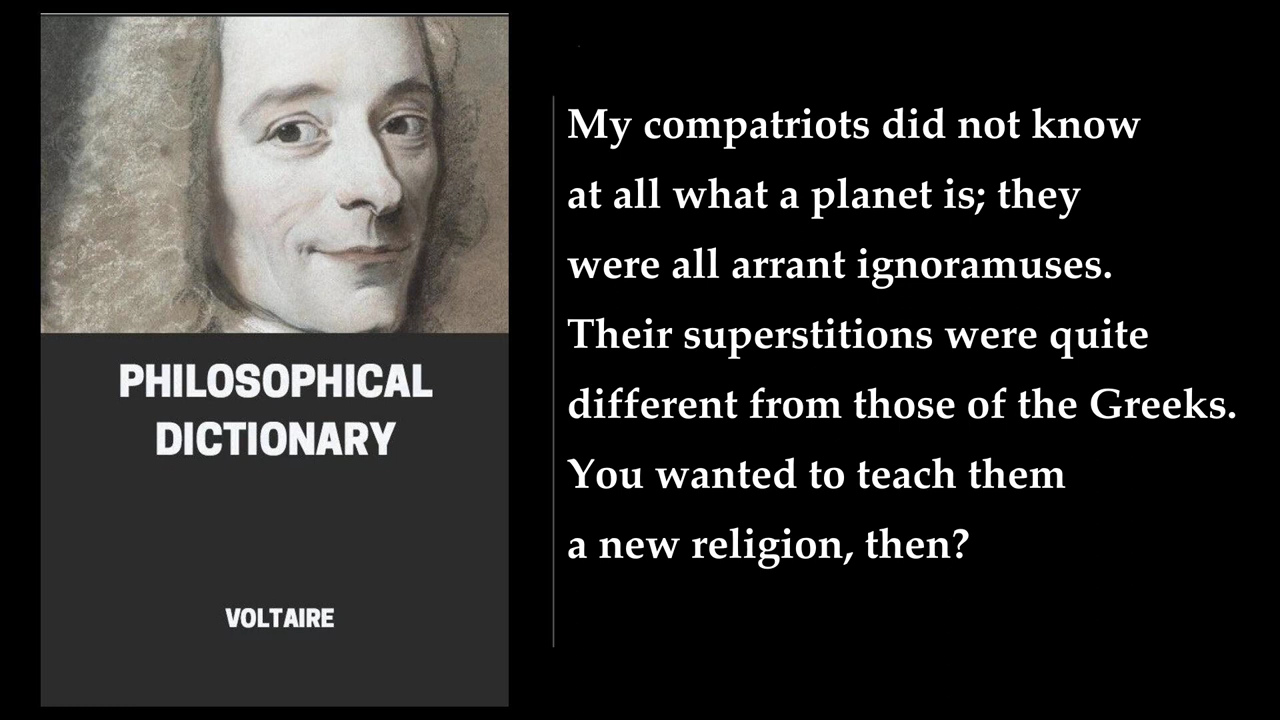 PHILOSOPHICAL
DICTIONARY
VOLTAIRE
My compatriots did not know
at all what a planet is; they
were all arrant ignoramuses.
Their superstitions were quite
different from those of the Greeks.
You wanted to teach them
a new religion, then?